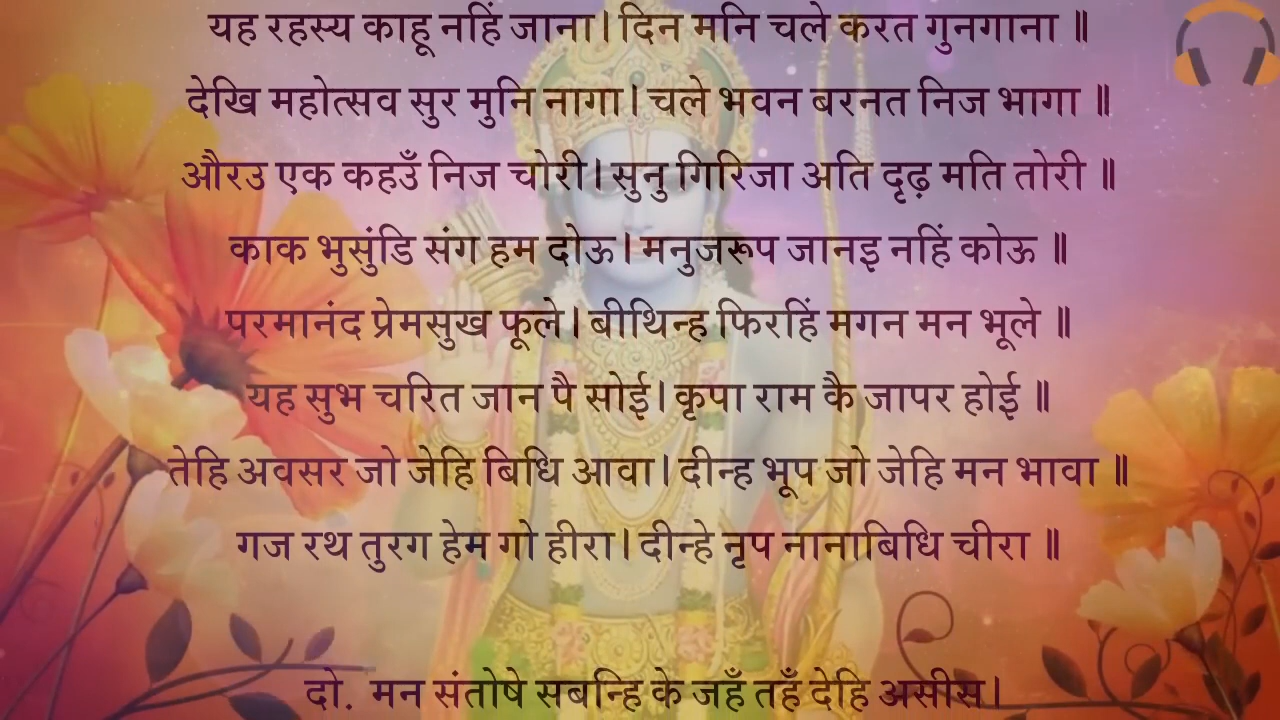 यह रहस्य काहू नहिं जाना। दिन मनि चले करत गुनगाना ॥
देखि महोत्सव सुर मुनि नागा। चले भवन बरनत निज भागा ॥
औरउ एक कहउँ निज चोरी। सुनु गिरिजा अति दृढ़ मति तोरी ॥
काक भुसुंडि संग हम दोऊ। मनुजरूप जानइ नहिं कोऊ ॥
परमानंद प्रेमसुख फूले। बीथिन्ह फिरहिं मगन मन भूले ॥
यह सुभ चरित जान पै सोई। कृपा राम कै जापर होई ॥
तेहि अवसर जो जेहि बिधि आवा। दीन्ह भूप जो जेहि मन भावा ॥
गज रथ तुरग हेम गो हीरा। दीन्हे नृप नानाबिधि चीरा ॥
दो. मन संतोषे सबन्हि के जहँ तहँ देहि असीस।